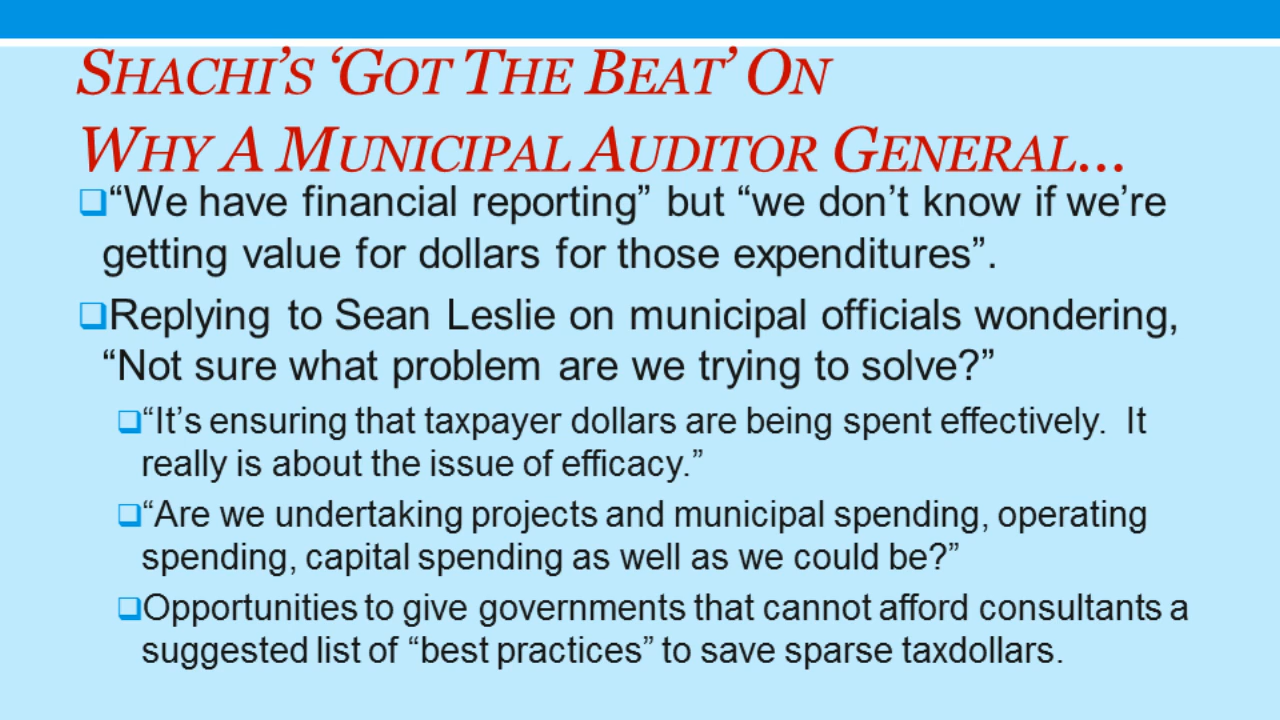 SHACHI’S ‘GOT THE BEAT’ ON
WHY A MUNICIPAL AUDITOR GENERAL…
❑“We have financial reporting” but “we don’t know if we’re
getting value for dollars for those expenditures”.
❑Replying to Sean Leslie on municipal officials wondering,
“Not sure what problem are we trying to solve?”
❑“It’s ensuring that taxpayer dollars are being spent effectively. It
really is about the issue of efficacy.”
❑“Are we undertaking projects and municipal spending, operating
spending, capital spending as well as we could be?”
❑Opportunities to give governments that cannot afford consultants a
suggested list of “best practices” to save sparse taxdollars.